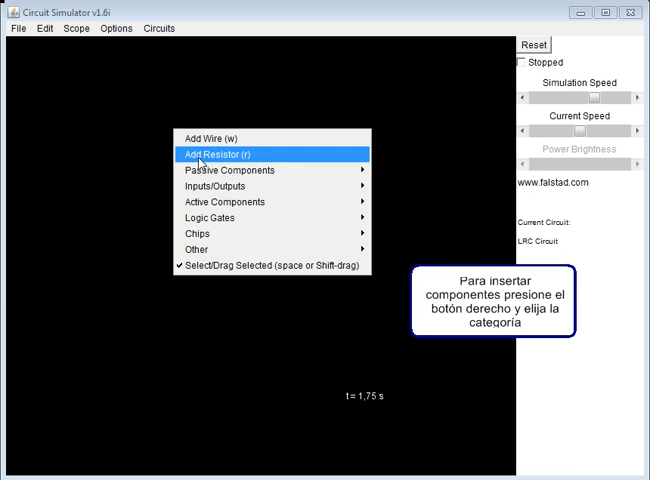 Circuit Simulator v1.6i
File Edit Scope Options Circuits
Reset
Stopped
Simulation Speed
Current Speed
Power Brightness
www.falstad.com
Current Circuit:
LRC Circuit
Add Wire (w)
Add Resistor (r)
Passive Components
Inputs/Outputs
Active Components
Logic Gates
Chips
Other
Select/Drag Selected (space or Shift-drag)
Para insertar
componentes presione el
botón derecho y elija la
categoría
t = 1,75 s